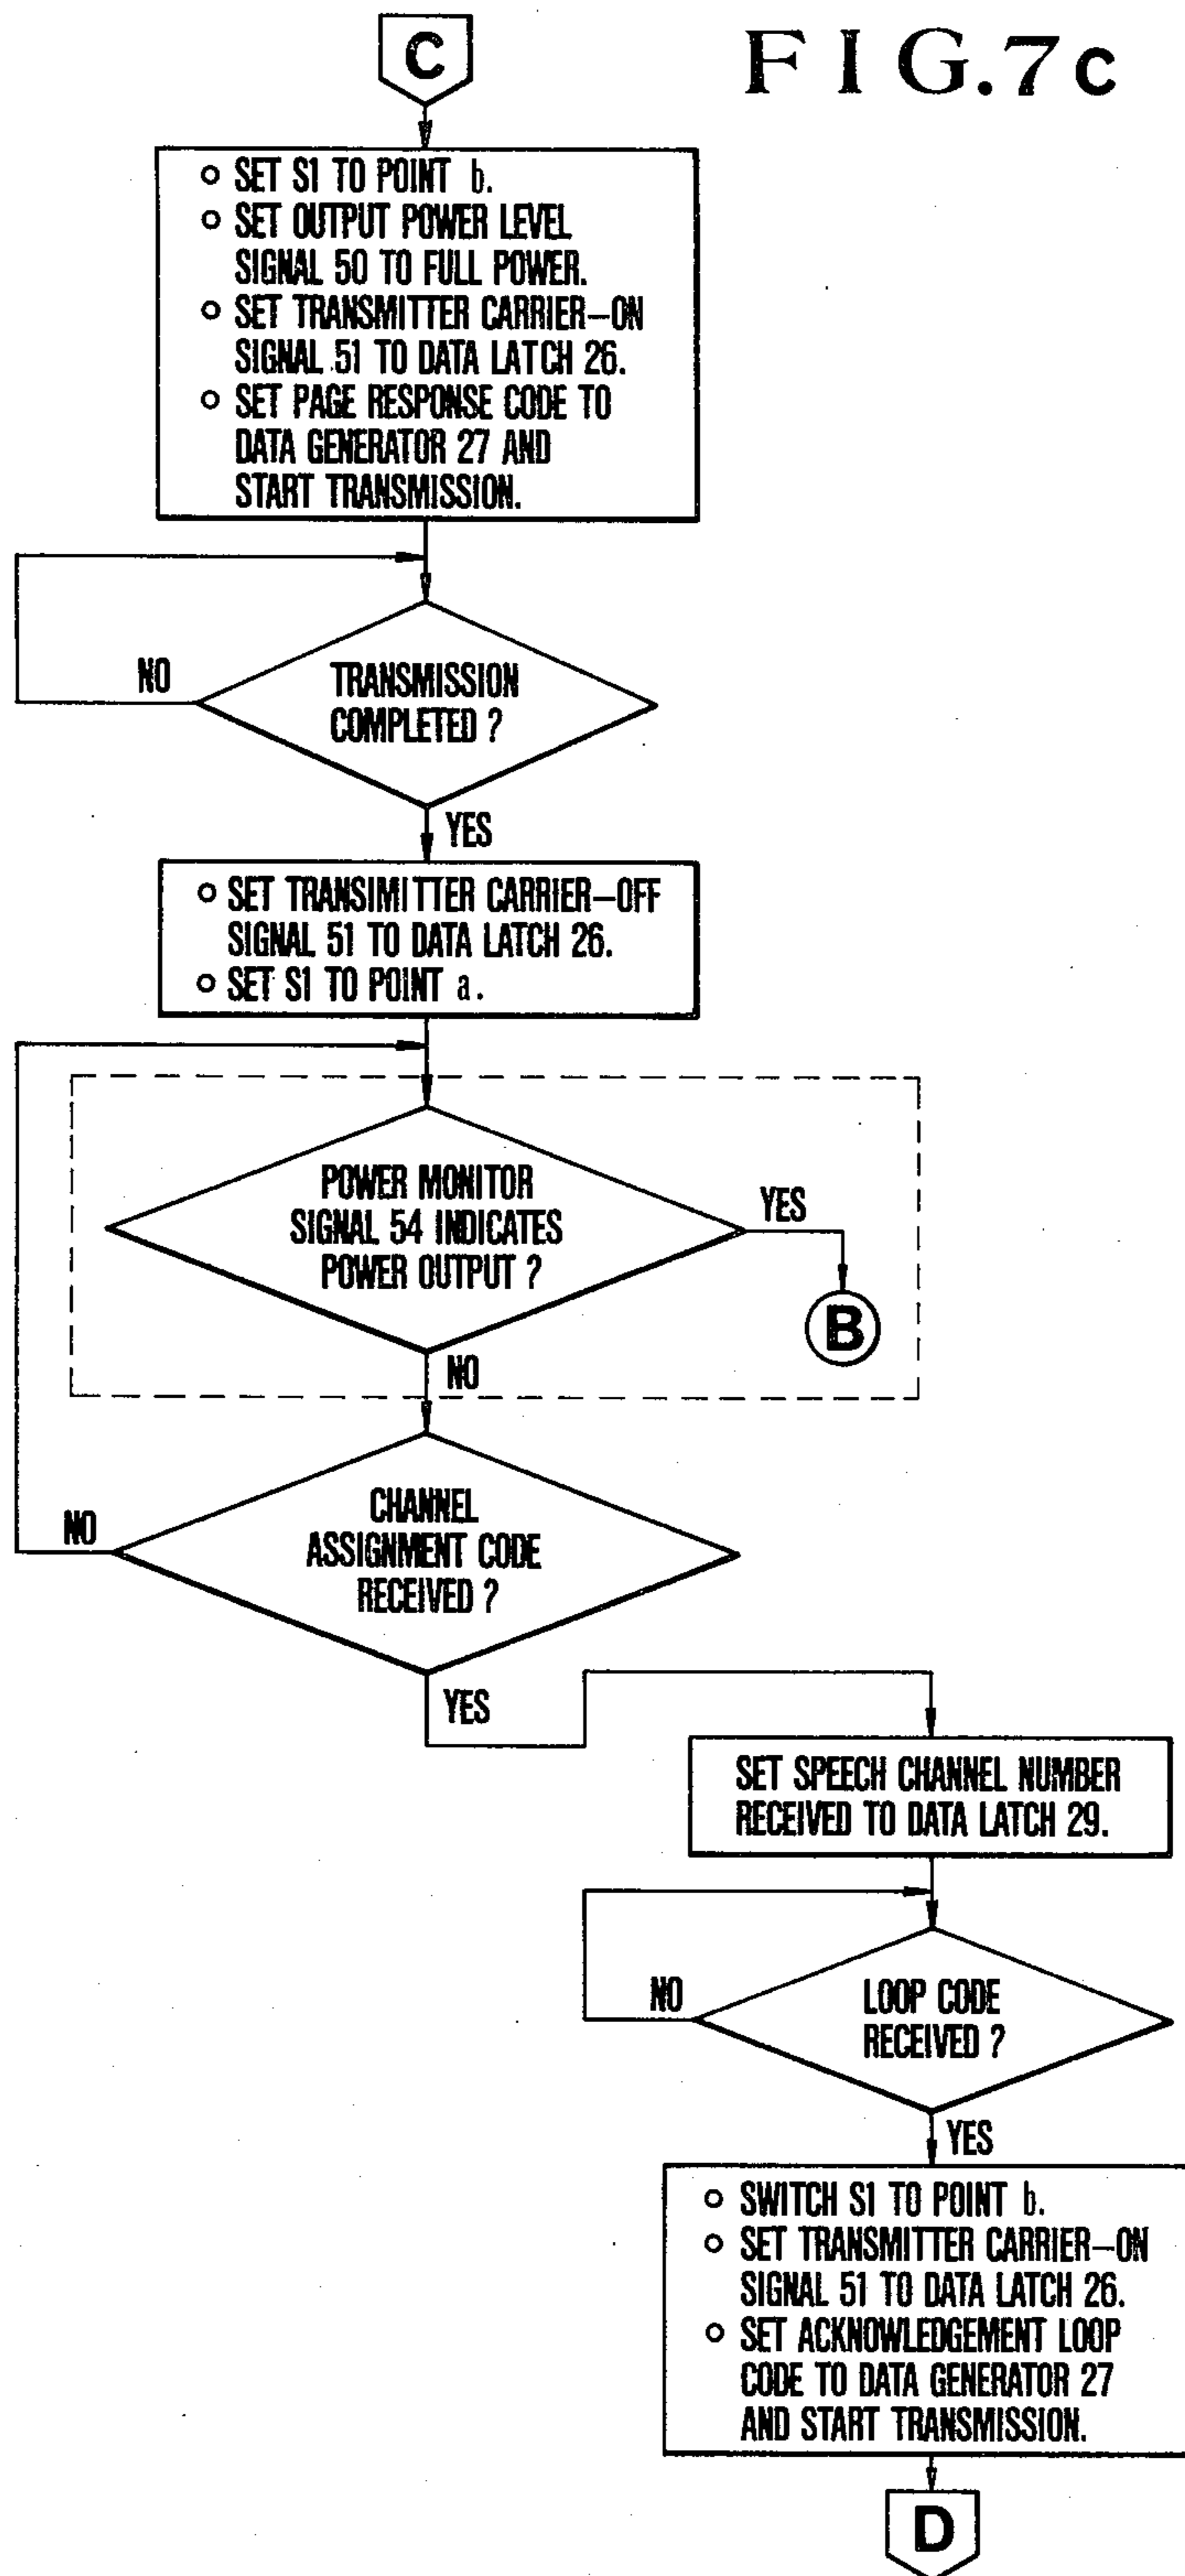 C
FIG.7c
○ SET S1 TO POINT b.
○ SET OUTPUT POWER LEVEL
SIGNAL 50 TO FULL POWER.
○ SET TRANSMITTER CARRIER–ON
SIGNAL 51 TO DATA LATCH 26.
○ SET PAGE RESPONSE CODE TO
DATA GENERATOR 27 AND
START TRANSMISSION.
NO
TRANSMISSION
COMPLETED ?
YES
○ SET TRANSIMITTER CARRIER–OFF
SIGNAL 51 TO DATA LATCH 26.
○ SET S1 TO POINT a.
POWER MONITOR
SIGNAL 54 INDICATES
POWER OUTPUT ?
YES
B
NO
CHANNEL
ASSIGNMENT CODE
RECEIVED ?
NO
YES
SET SPEECH CHANNEL NUMBER
RECEIVED TO DATA LATCH 29.
NO
LOOP CODE
RECEIVED ?
YES
○ SWITCH S1 TO POINT b.
○ SET TRANSMITTER CARRIER–ON
SIGNAL 51 TO DATA LATCH 26.
○ SET ACKNOWLEDGEMENT LOOP
CODE TO DATA GENERATOR 27
AND START TRANSMISSION.
D